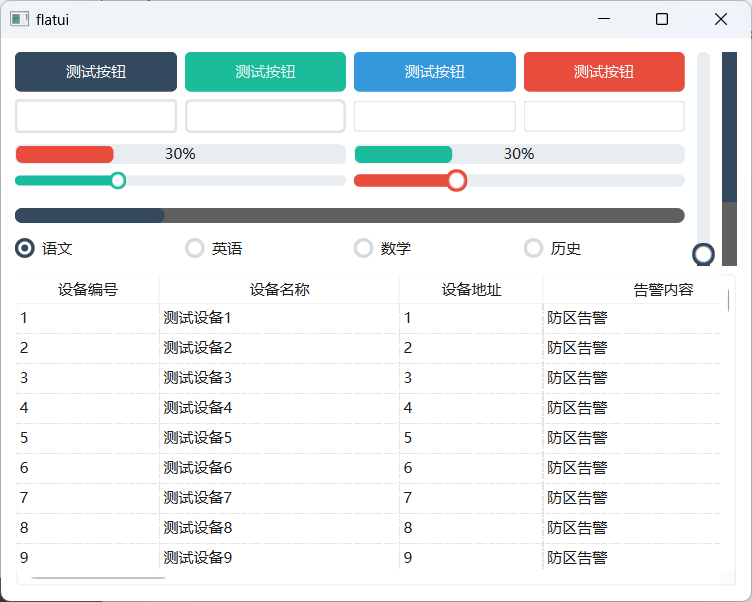 flatui
测试按钮 测试按钮 测试按钮 测试按钮
30% 30%
语文 英语 数学 历史
设备编号 设备名称 设备地址 告警内容
1 测试设备1 1 防区告警
2 测试设备2 2 防区告警
3 测试设备3 3 防区告警
4 测试设备4 4 防区告警
5 测试设备5 5 防区告警
6 测试设备6 6 防区告警
7 测试设备7 7 防区告警
8 测试设备8 8 防区告警
9 测试设备9 9 防区告警